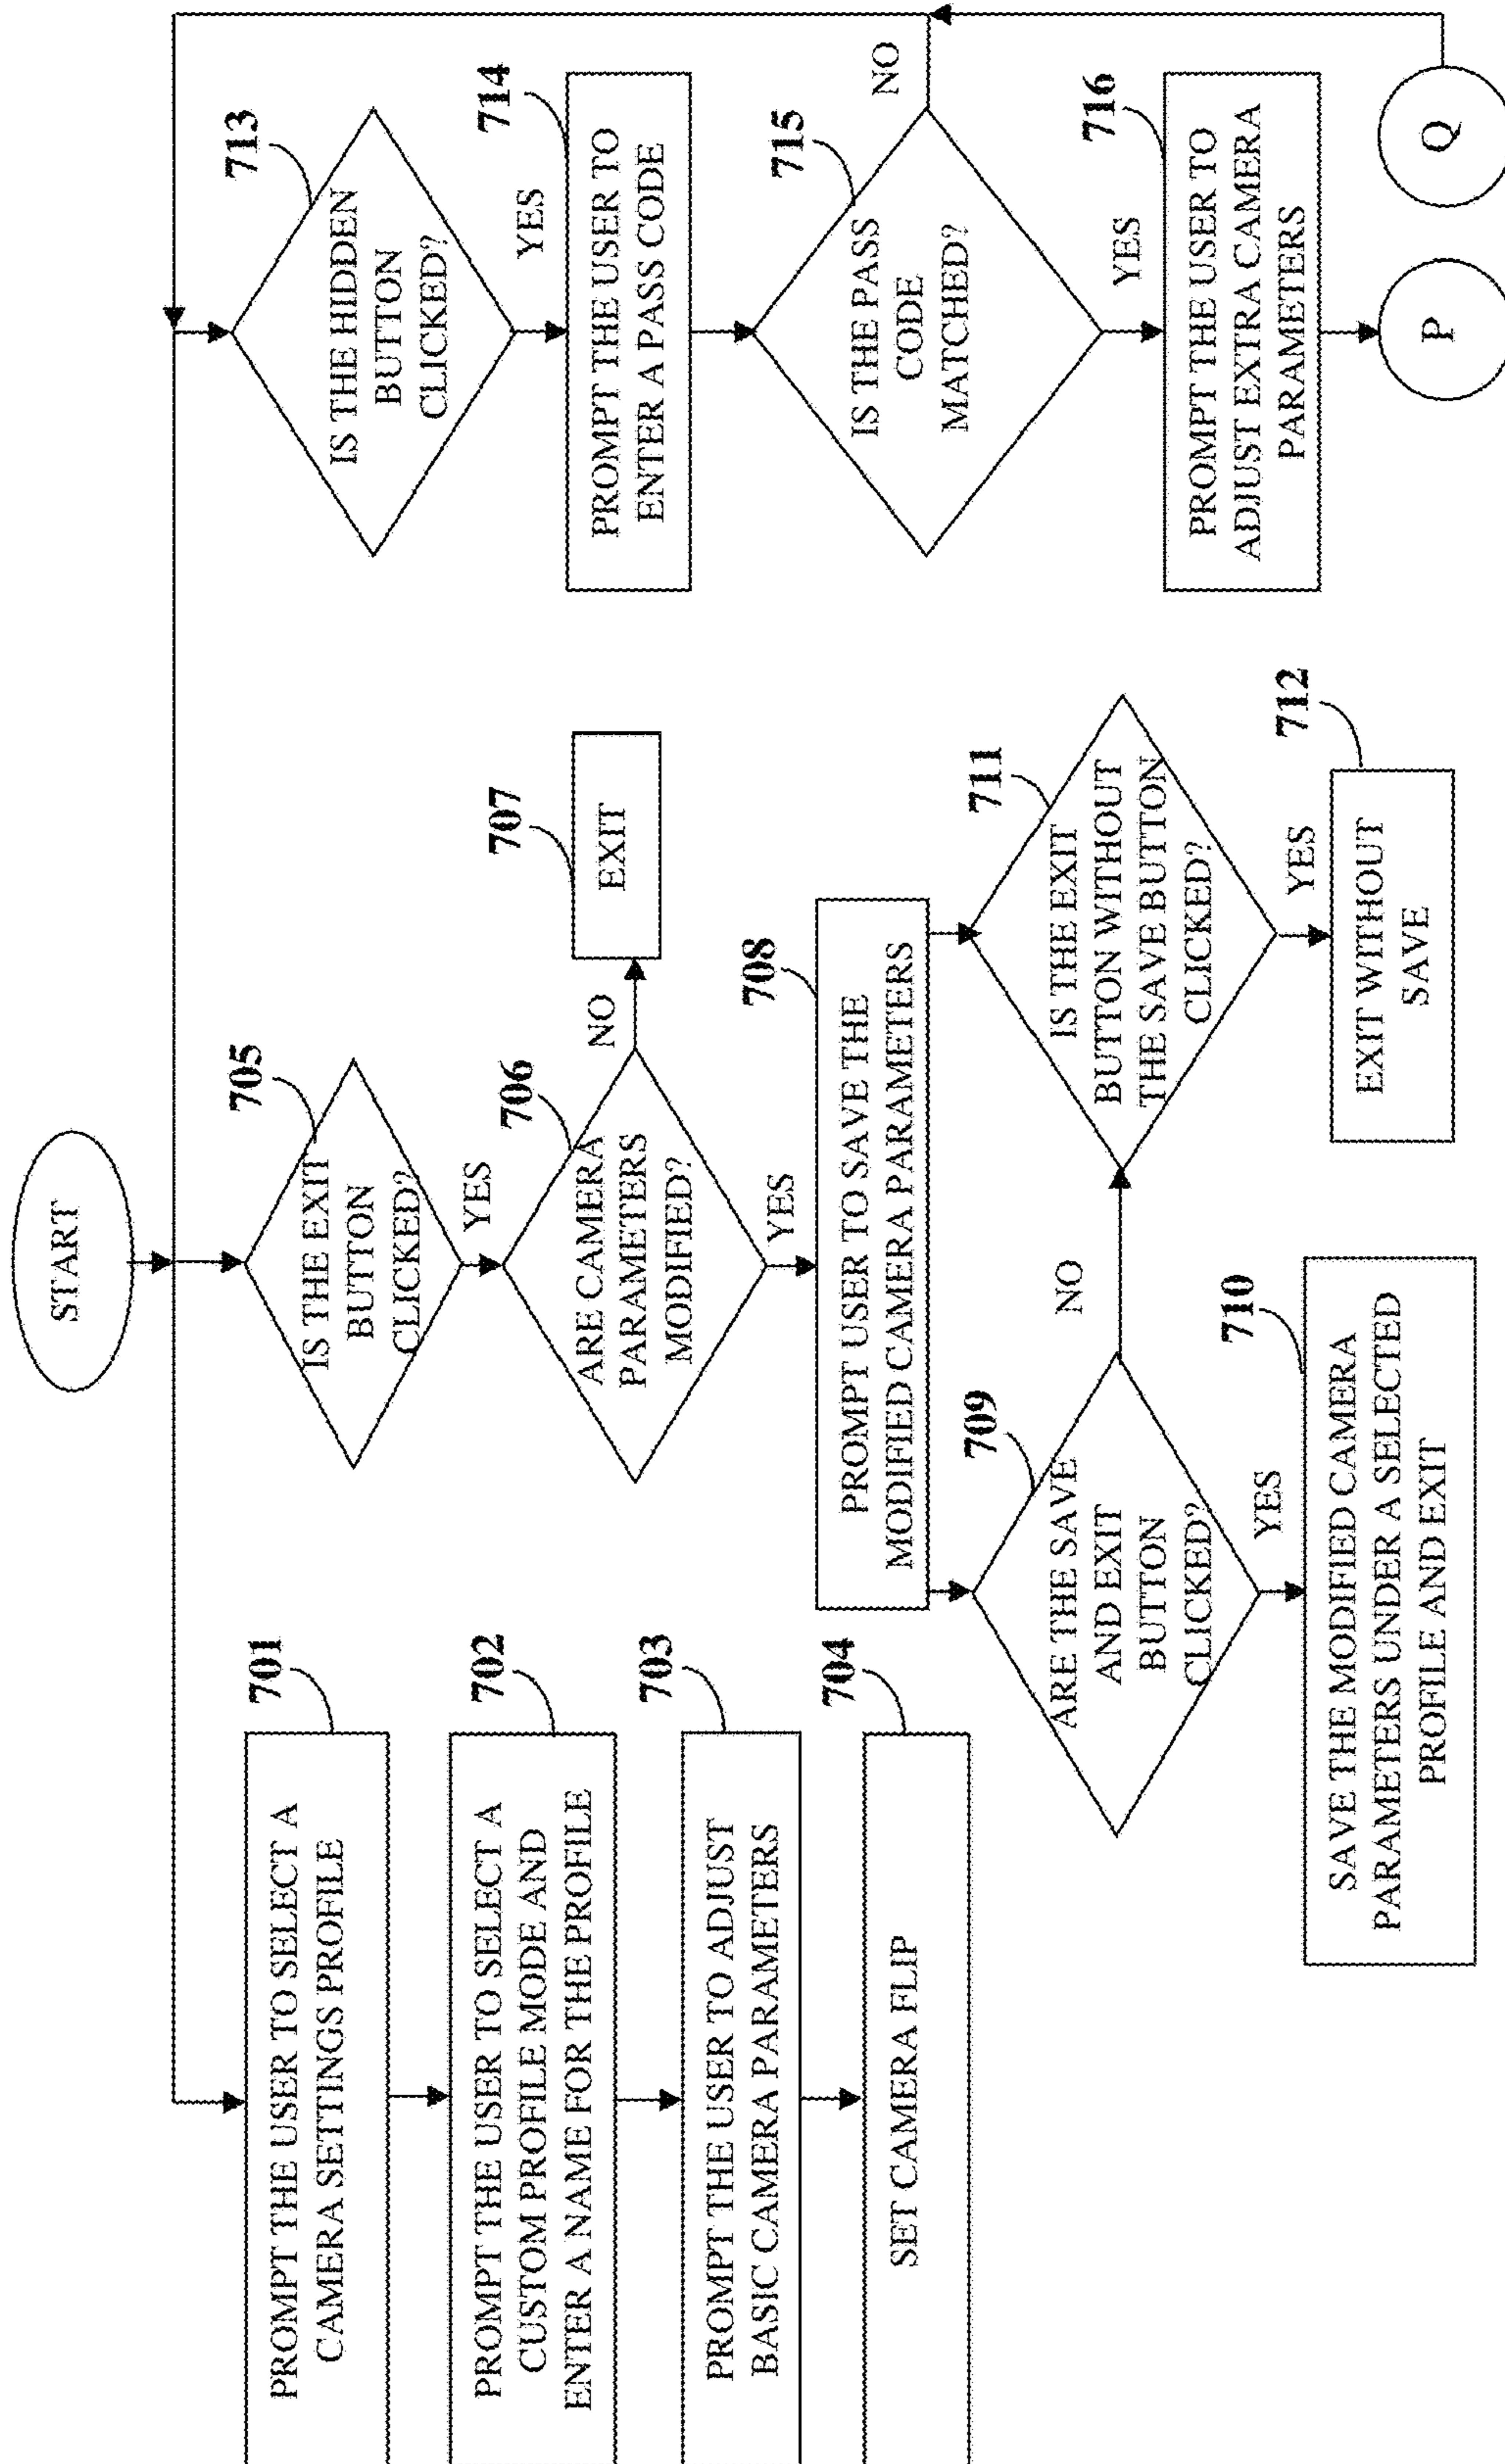 START
701
PROMPT THE USER TO SELECT A
CAMERA SETTINGS PROFILE
702
PROMPT THE USER TO SELECT A
CUSTOM PROFILE MODE AND
ENTER A NAME FOR THE PROFILE
703
PROMPT THE USER TO ADJUST
BASIC CAMERA PARAMETERS
704
SET CAMERA FLIP
705
IS THE EXIT
BUTTON
CLICKED?
YES
706
ARE CAMERA
PARAMETERS
MODIFIED?
NO
707
EXIT
YES
708
PROMPT USER TO SAVE THE
MODIFIED CAMERA PARAMETERS
709
ARE THE SAVE
AND EXIT
BUTTON
CLICKED?
NO
YES
710
SAVE THE MODIFIED CAMERA
PARAMETERS UNDER A SELECTED
PROFILE AND EXIT
711
IS THE EXIT
BUTTON WITHOUT
THE SAVE BUTTON
CLICKED?
YES
712
EXIT WITHOUT
SAVE
713
IS THE HIDDEN
BUTTON
CLICKED?
YES
714
PROMPT THE USER TO
ENTER A PASS CODE
715
IS THE PASS
CODE
MATCHED?
NO
YES
716
PROMPT THE USER TO
ADJUST EXTRA CAMERA
PARAMETERS
P
Q